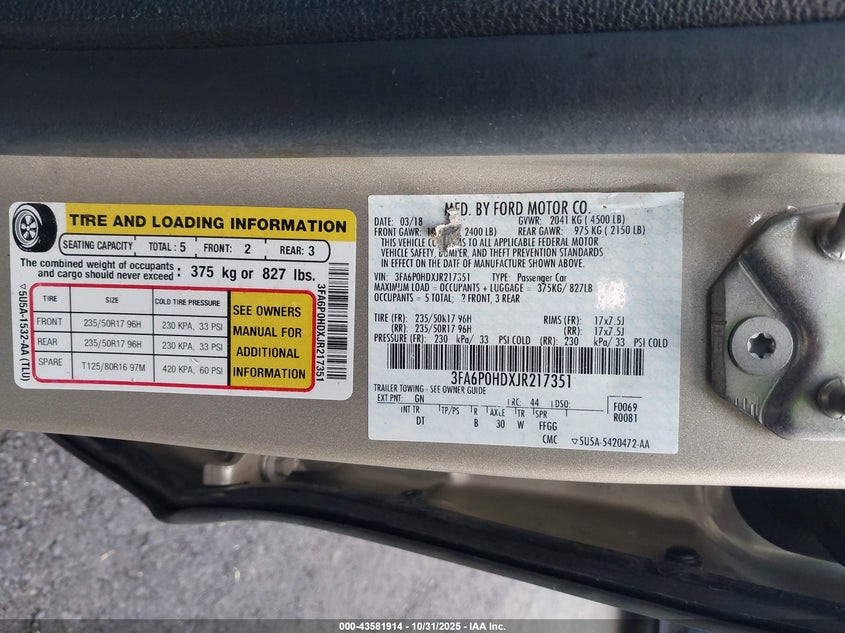 TIRE AND LOADING INFORMATION
SEATING CAPACITY TOTAL : 5 FRONT: 2 REAR: 3
The combined weight of occupants and cargo should never exceed : 375 kg or 827 lbs.
TIRE SIZE COLD TIRE PRESSURE
FRONT 235/50R17 96H 230 KPA, 33 PSI
REAR 235/50R17 96H 230 KPA, 33 PSI
SPARE T125/80R16 97M 420 KPA, 60 PSI
SEE OWNERS
MANUAL FOR
ADDITIONAL
INFORMATION
5U5A-1532-AA (TLU)
3FA6P0HDXJR217351
MFD. BY FORD MOTOR CO.
DATE: 03/18 GVWR: 2041 KG ( 4500 LB)
FRONT GAWR: 2400 LB) REAR GAWR: 975 KG ( 2150 LB)
THIS VEHICLE TO ALL APPLICABLE FEDERAL MOTOR
VEHICLE SAFETY, BUMPER, AND THEFT PREVENTION STANDARDS
IN EFFECT ON THE DATE OF MANUFACTURE SHOWN ABOVE.
VIN: 3FA6P0HDXJR217351 TYPE: Passenger Car
MAXIMUM LOAD = OCCUPANTS + LUGGAGE = 375KG/ 827LB
OCCUPANTS = 5 TOTAL; 2 FRONT, 3 REAR
TIRE (FR): 235/50R17 96H RIMS (FR): 17x7.5J
(RR): 235/50R17 96H (RR): 17x7.5J
PRESSURE (FR): 230 kPa/ 33 PSI COLD (RR): 230 kPa/ 33 PSI COLD
3FA6P0HDXJR217351
TRAILER TOWING - SEE OWNER GUIDE
EXT PNT: GN RC: 44 DSO:
F0069
R0081
INT TR TP/PS R AXLE TR SPR
DT B 30 W FFGG
CMC 5U5A-5420472-AA
000-43581914 - 10/31/2025 - IAA Inc.